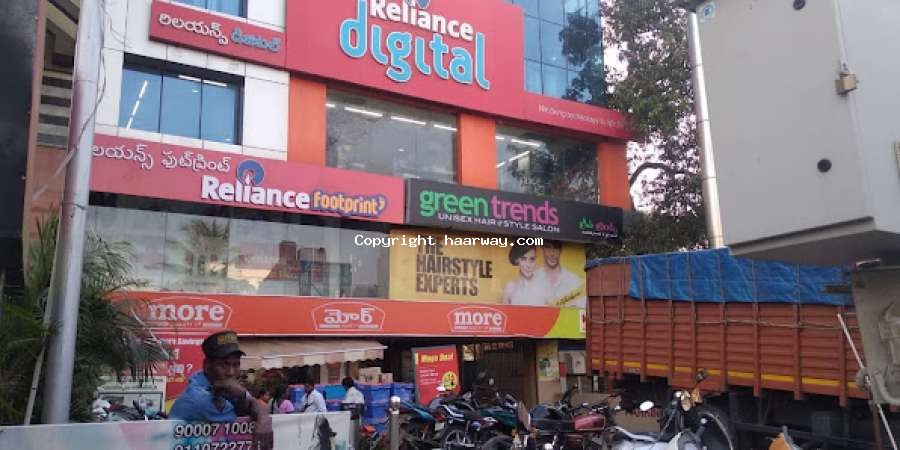 రిలయన్స్ డిజిటల్
Reliance
digital
రిలయన్స్ ఫుట్‌ప్రింట్
Reliance footprint
green trends
UNISEX HAIR & STYLE SALON
Copyright haarway.com
THE
HAIRSTYLE
EXPERTS
more
మోర్
more
Mega Deal
90007 1008